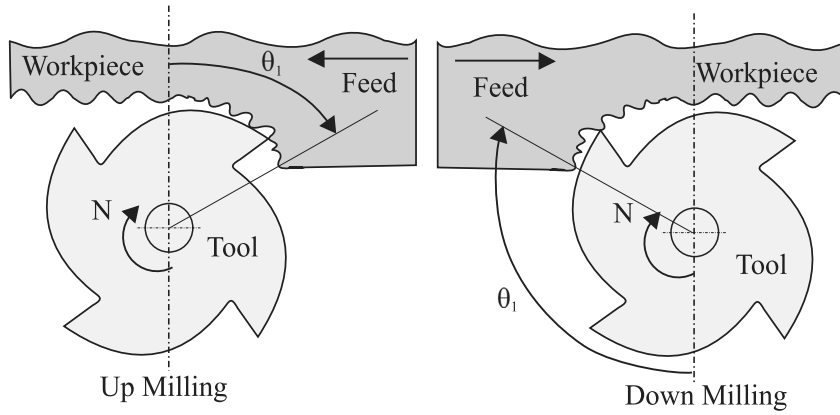 Workpiece
θ1
Feed
N
Tool
Up Milling
Feed
Workpiece
N
Tool
θ1
Down Milling